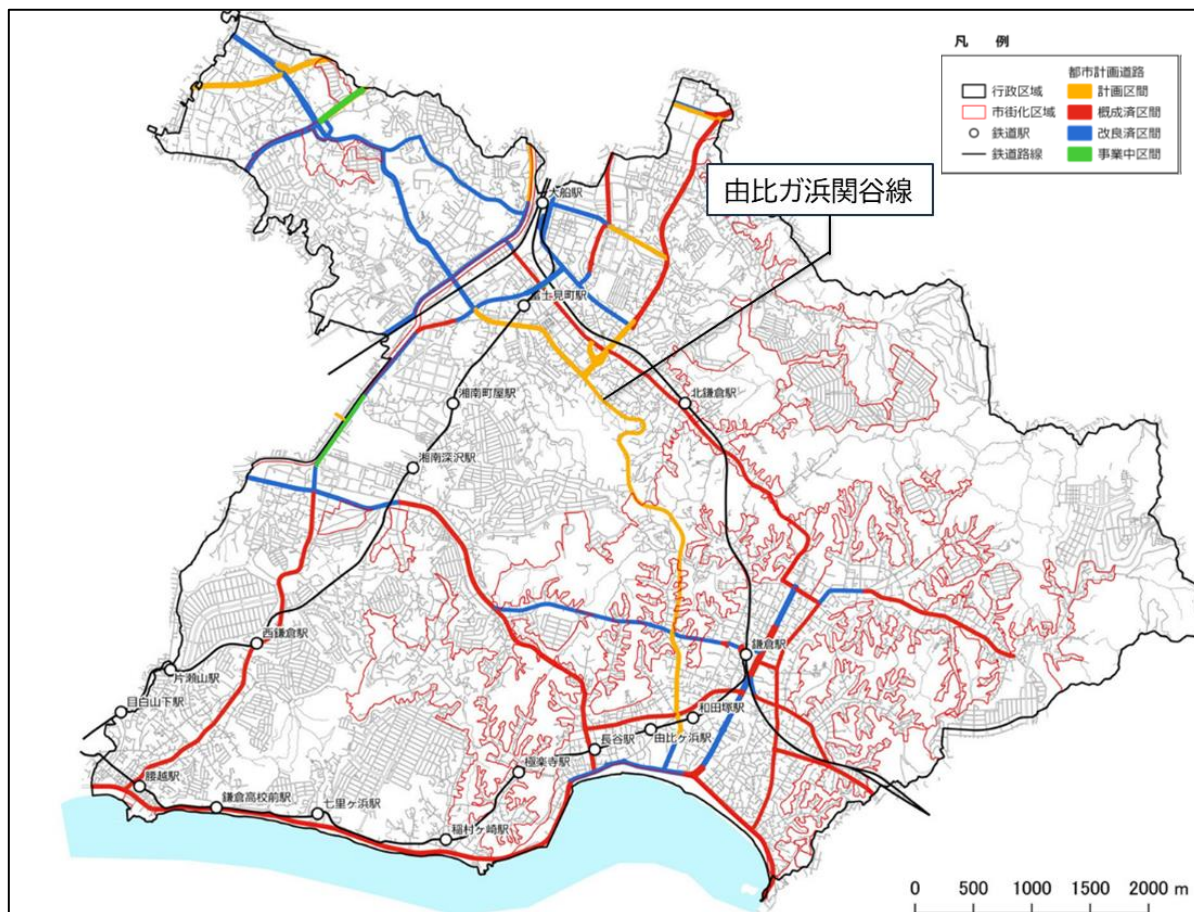 凡 例
都市計画道路
行政区域
計画区間
市街化区域
概成済区間
鉄道駅
改良済区間
鉄道路線
事業中区間
由比ガ浜関谷線
大船駅
富士見町駅
湘南町屋駅
北鎌倉駅
湘南深沢駅
西鎌倉駅
鎌倉駅
片瀬山駅
目白山下駅
和田塚駅
由比ヶ浜駅
長谷駅
極楽寺駅
腰越駅
鎌倉高校前駅
七里ヶ浜駅
稲村ヶ崎駅
0 500 1000 1500 2000 m